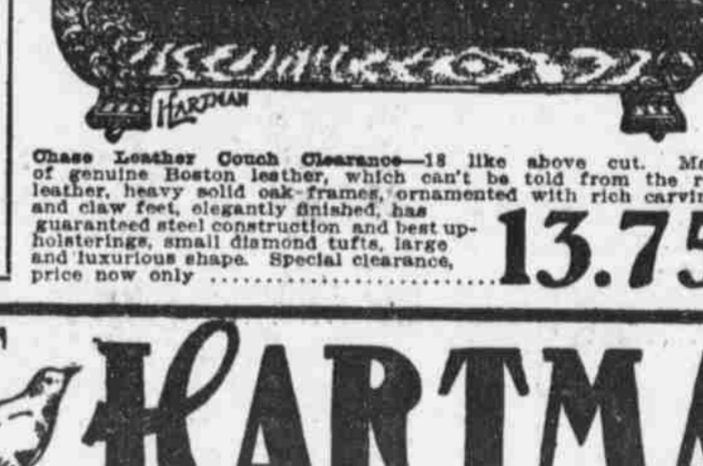 HARTMAN
Chase Leather Couch Clearance—18 like above cut. M
of genuine Boston leather, which can't be told from the r
leather, heavy solid oak frames, ornamented with rich carvin
and claw feet, elegantly finished, has
guaranteed steel construction and best up-
holsterings, small diamond tufts, large
and luxurious shape. Special clearance,
price now only ........................ 13.75
HARTMA